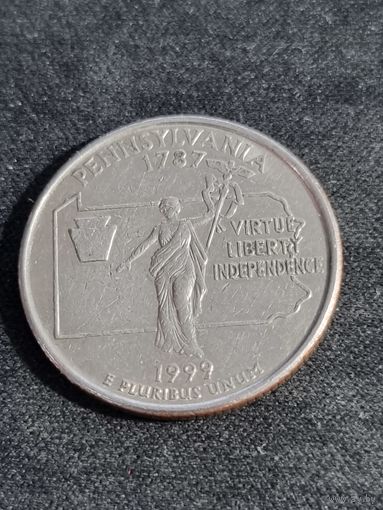 PENNSYLVANIA
1787
VIRTUE
LIBERTY
INDEPENDENCE
1999
E PLURIBUS UNUM